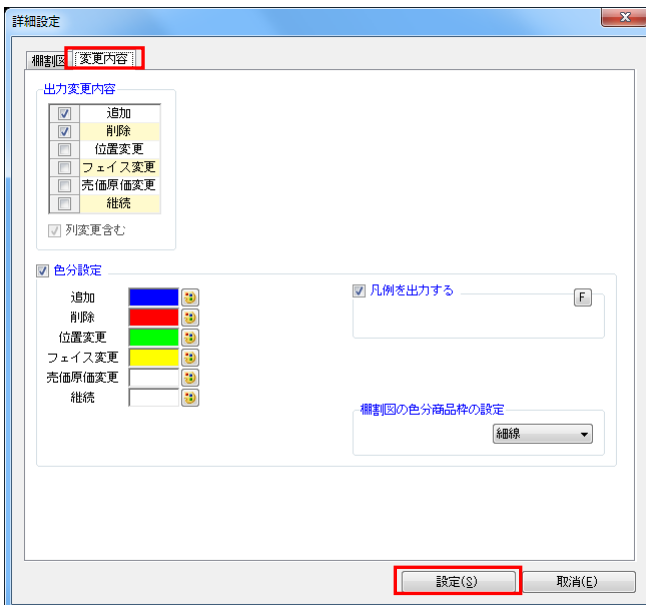 詳細設定
棚割図 変更内容
出力変更内容
追加
削除
位置変更
フェイス変更
売価原価変更
継続
列変更含む
色分設定
追加
削除
位置変更
フェイス変更
売価原価変更
継続
凡例を出力する F
棚割図の色分商品枠の設定
細線
設定(S) 取消(E)